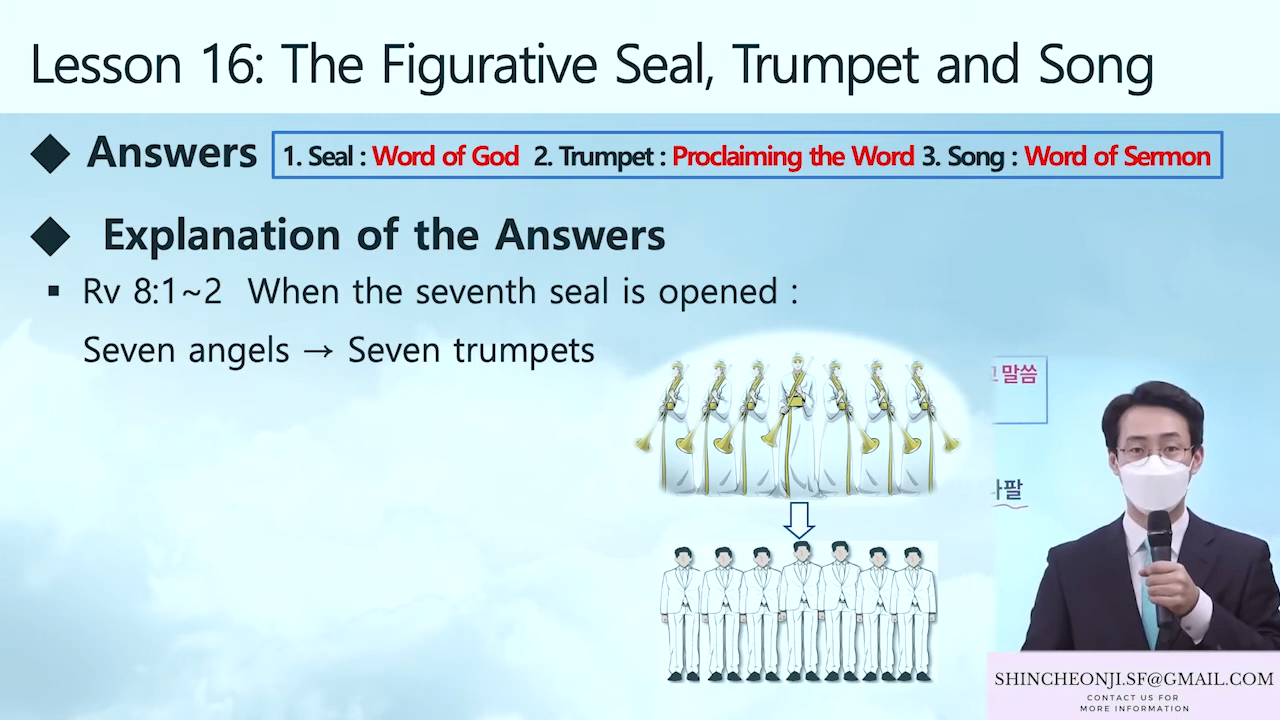 Lesson 16: The Figurative Seal, Trumpet and Song
◆ Answers 1. Seal : Word of God 2. Trumpet : Proclaiming the Word 3. Song : Word of Sermon
◆ Explanation of the Answers
▪ Rv 8:1~2 When the seventh seal is opened :
Seven angels → Seven trumpets
말씀
팔
SHINCHEONJI.SF@GMAIL.COM
CONTACT US FOR
MORE INFORMATION